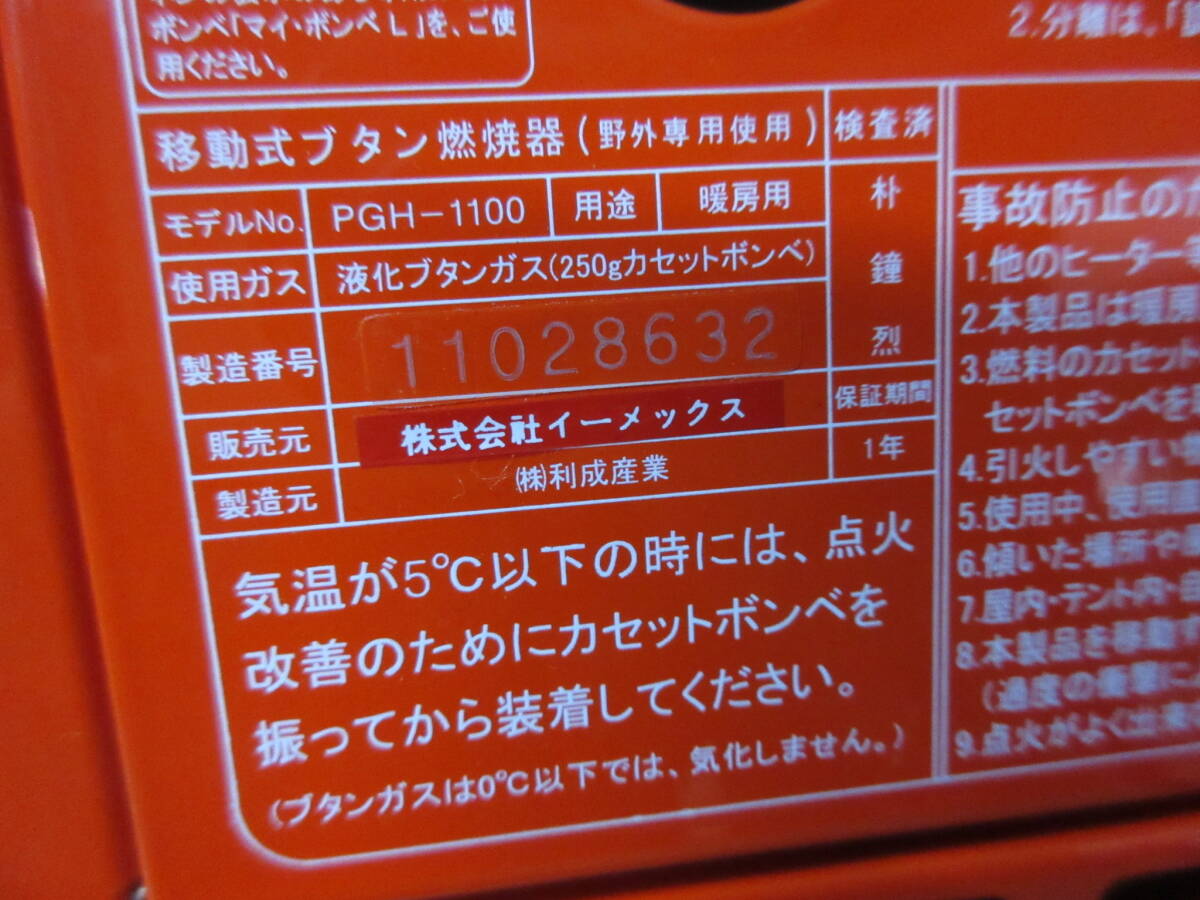 ボンベ「マイ・ボンベL」を、ご使
用ください。
2.分離は、「
移動式ブタン燃焼器(野外専用使用)
検査済
モデルNo.
PGH-1100
用途
暖房用
朴鐘烈
使用ガス
液化ブタンガス(250gカセットボンベ)
製造番号
11028632
販売元
株式会社イーメックス
保証期間
1年
製造元
㈱利成産業
気温が5℃以下の時には、点火
改善のためにカセットボンベを
振ってから装着してください。
(ブタンガスは0℃以下では、気化しません。)
事故防止の
1.他のヒーター
2.本製品は暖房
3.燃料のカセット
セットボンベを
4.引火しやすい
5.使用中、使用直
6.傾いた場所や
7.屋内・テント内・
8.本製品を移動
(過度の衝撃に
9.点火がよく出来